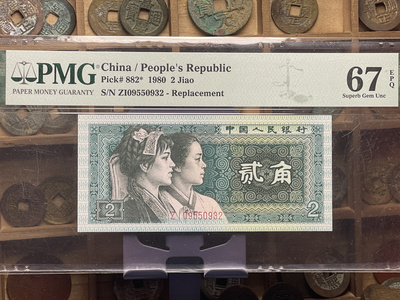 PMG
PAPER MONEY GUARANTY
China / People's Republic
Pick# 882* 1980 2 Jiao
S/N ZI09550932 - Replacement
67 EPQ
Superb Gem Unc
中国人民银行
贰角
ZI09550932
2
2